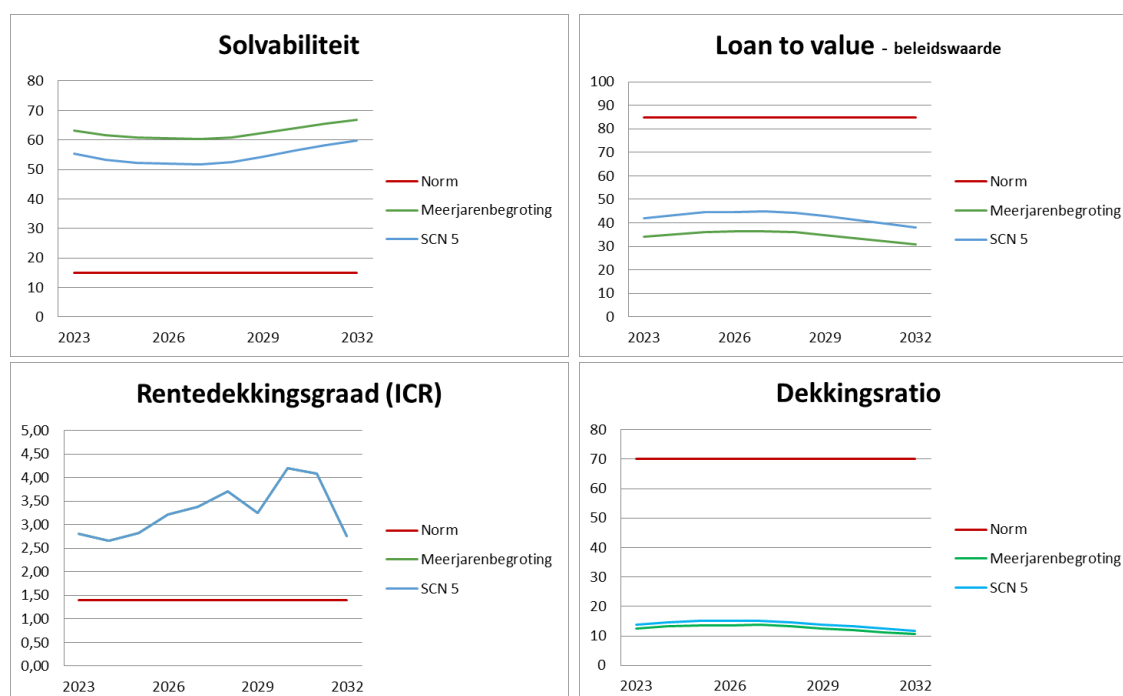 Solvabiliteit
80
70
60
50
40
30
20
10
0
2023 2026 2029 2032
Norm
Meerjarenbegroting
SCN 5
Loan to value - beleidswaarde
100
90
80
70
60
50
40
30
20
10
0
2023 2026 2029 2032
Norm
Meerjarenbegroting
SCN 5
Rentedekkingsgraad (ICR)
5,00
4,50
4,00
3,50
3,00
2,50
2,00
1,50
1,00
0,50
0,00
2023 2026 2029 2032
Norm
Meerjarenbegroting
SCN 5
Dekkingsratio
80
70
60
50
40
30
20
10
0
2023 2026 2029 2032
Norm
Meerjarenbegroting
SCN 5